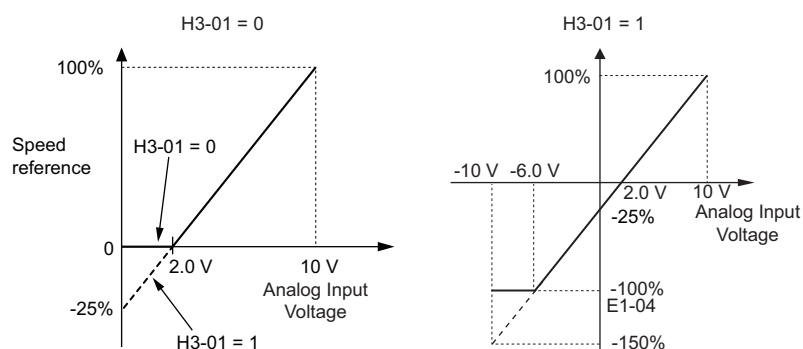 H3-01 = 0
100%
Speed
reference
H3-01 = 0
0
2.0 V
10 V
Analog Input
Voltage
-25%
H3-01 = 1
H3-01 = 1
100%
-10 V
-6.0 V
2.0 V
10 V
Analog Input
Voltage
-25%
-100%
E1-04
-150%